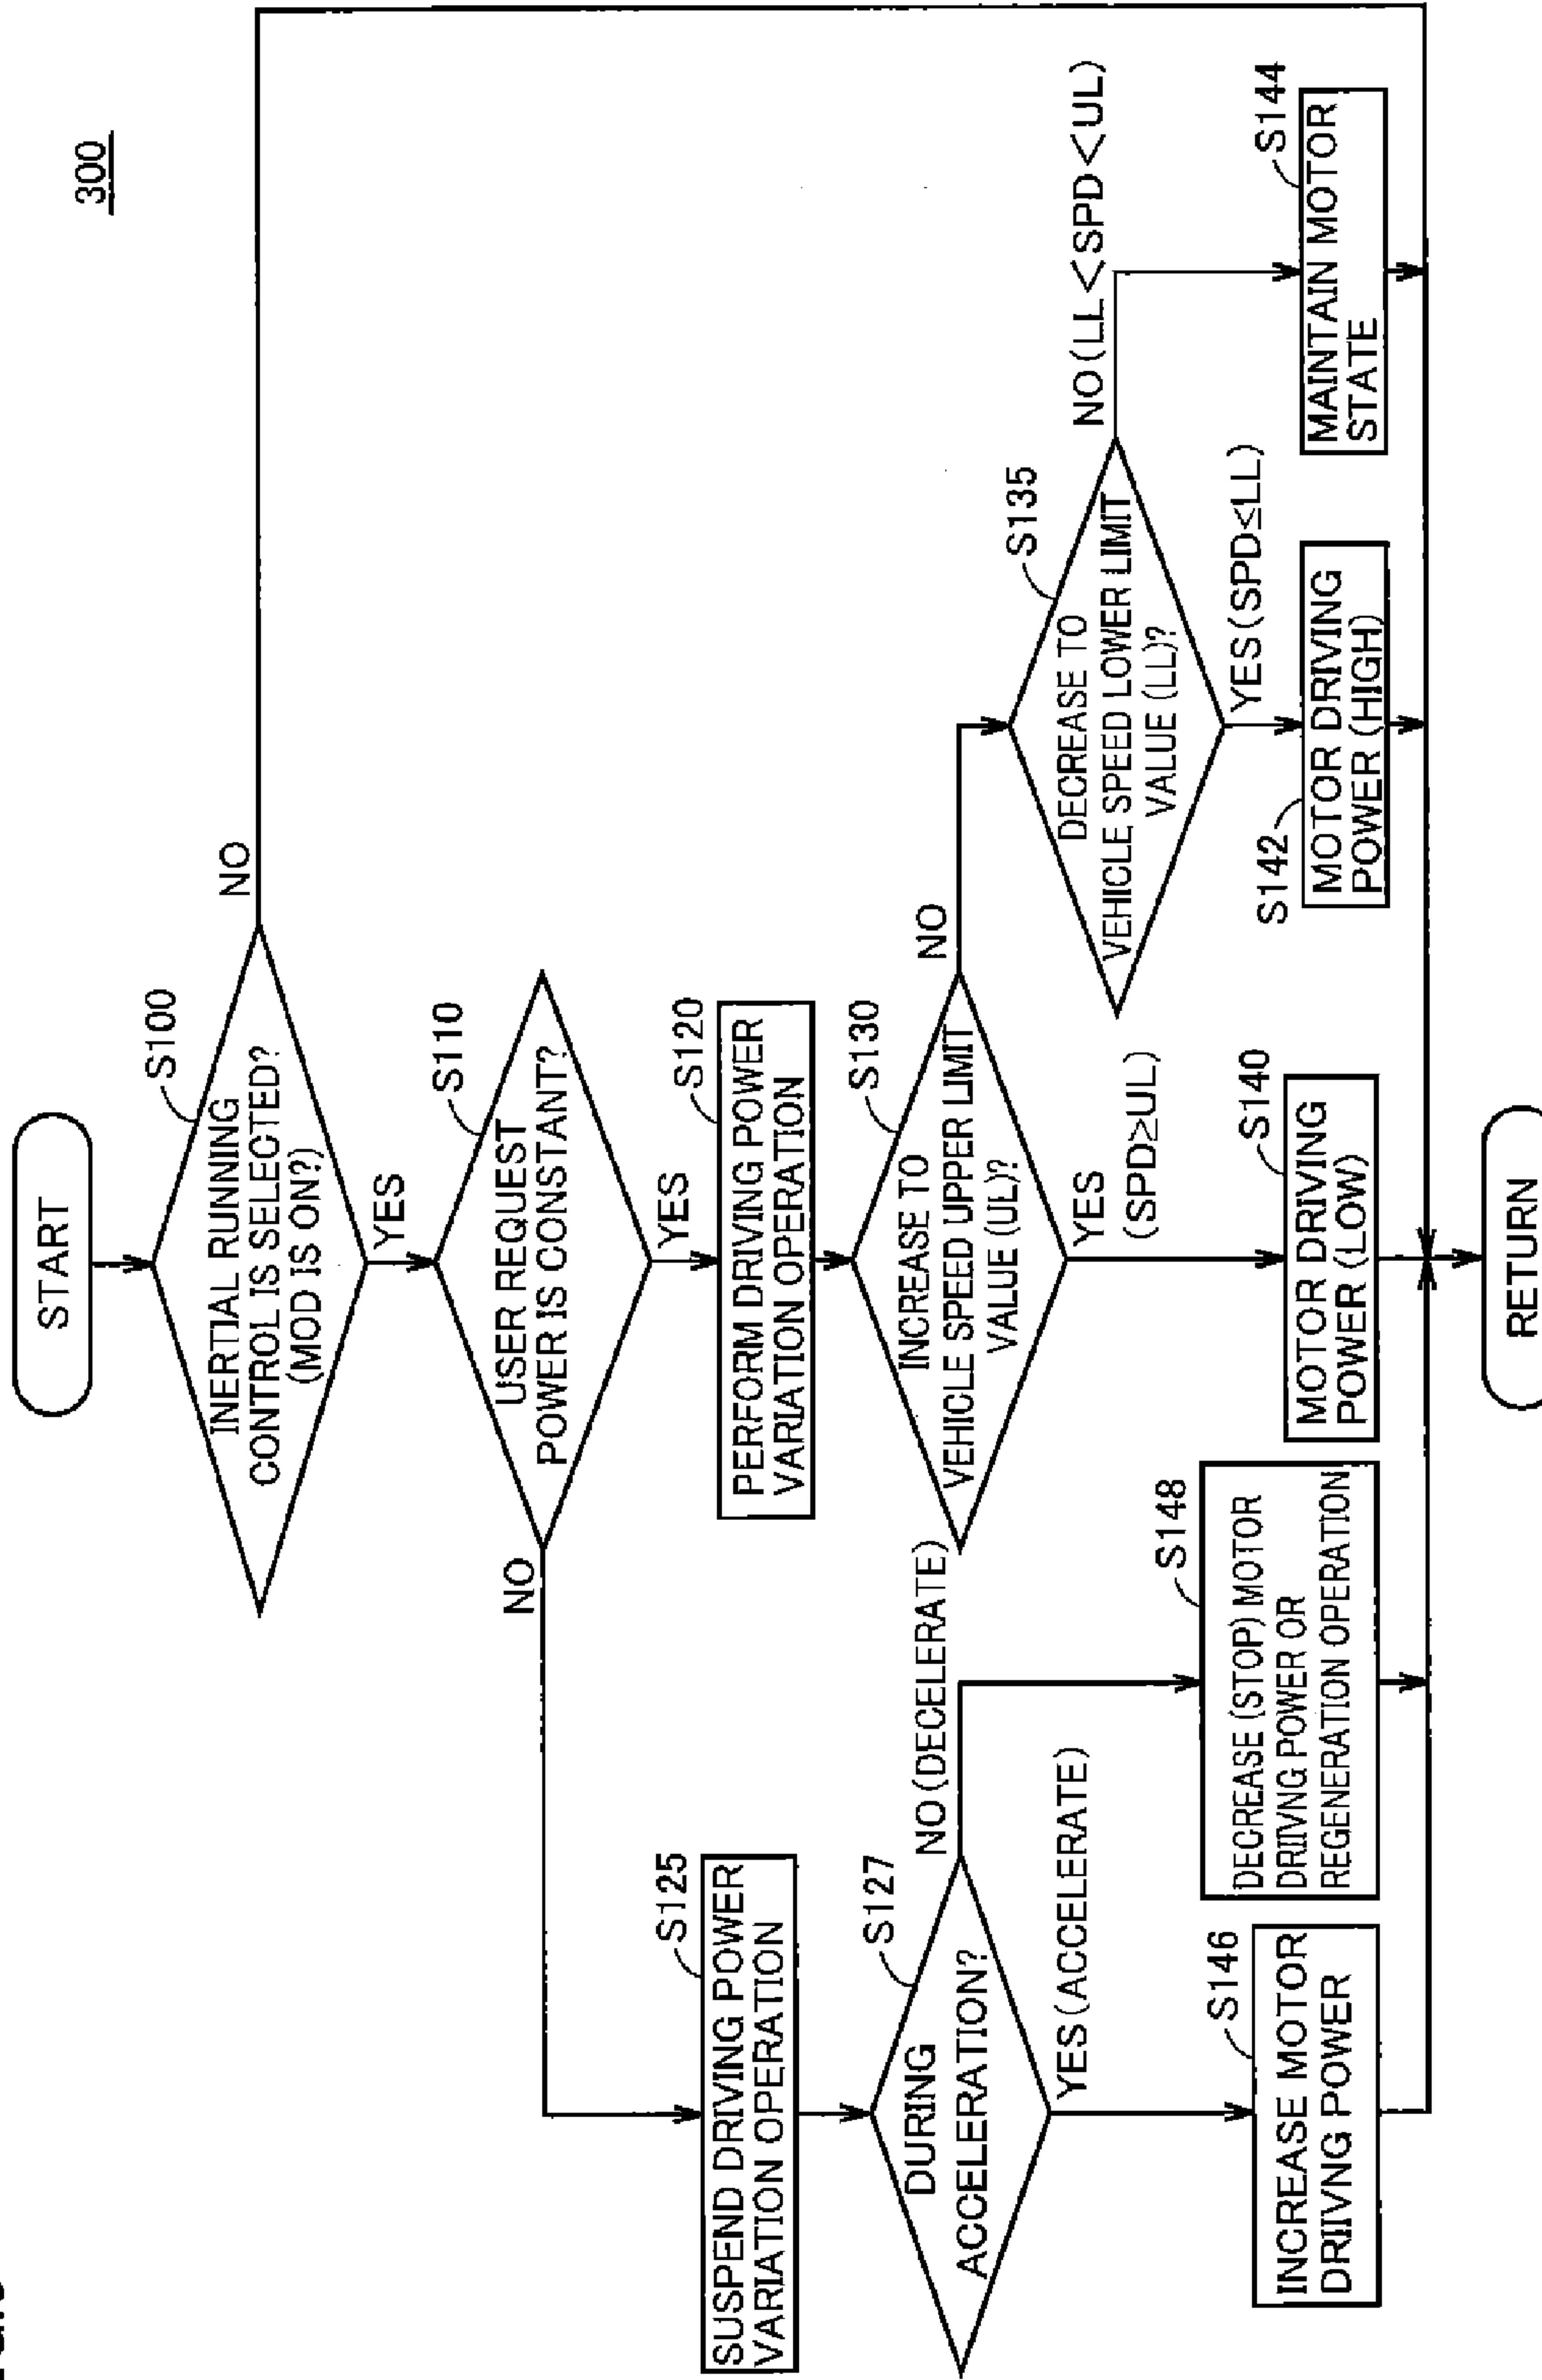 300
START
S100
INERTIAL RUNNING
CONTROL IS SELECTED?
(MOD IS ON?)
NO
YES
S110
USER REQUEST
POWER IS CONSTANT?
NO
YES
S125
SUSPEND DRIVING POWER
VARIATION OPERATION
S120
PERFORM DRIVING POWER
VARIATION OPERATION
S127
DURING
ACCELERATION?
NO (DECELERATE)
YES (ACCELERATE)
S130
INCREASE TO
VEHICLE SPEED UPPER LIMIT
VALUE (UL)?
NO
YES
(SPD≥UL)
S135
DECREASE TO
VEHICLE SPEED LOWER LIMIT
VALUE (LL)?
NO (LL<SPD<UL)
YES (SPD≤LL)
S146
INCREASE MOTOR
DRIIVNG POWER
S148
DECREASE (STOP) MOTOR
DRIIVNG POWER OR
REGENERATION OPERATION
S140
MOTOR DRIVING
POWER (LOW)
S142
MOTOR DRIVING
POWER (HIGH)
S144
MAINTAIN MOTOR
STATE
RETURN